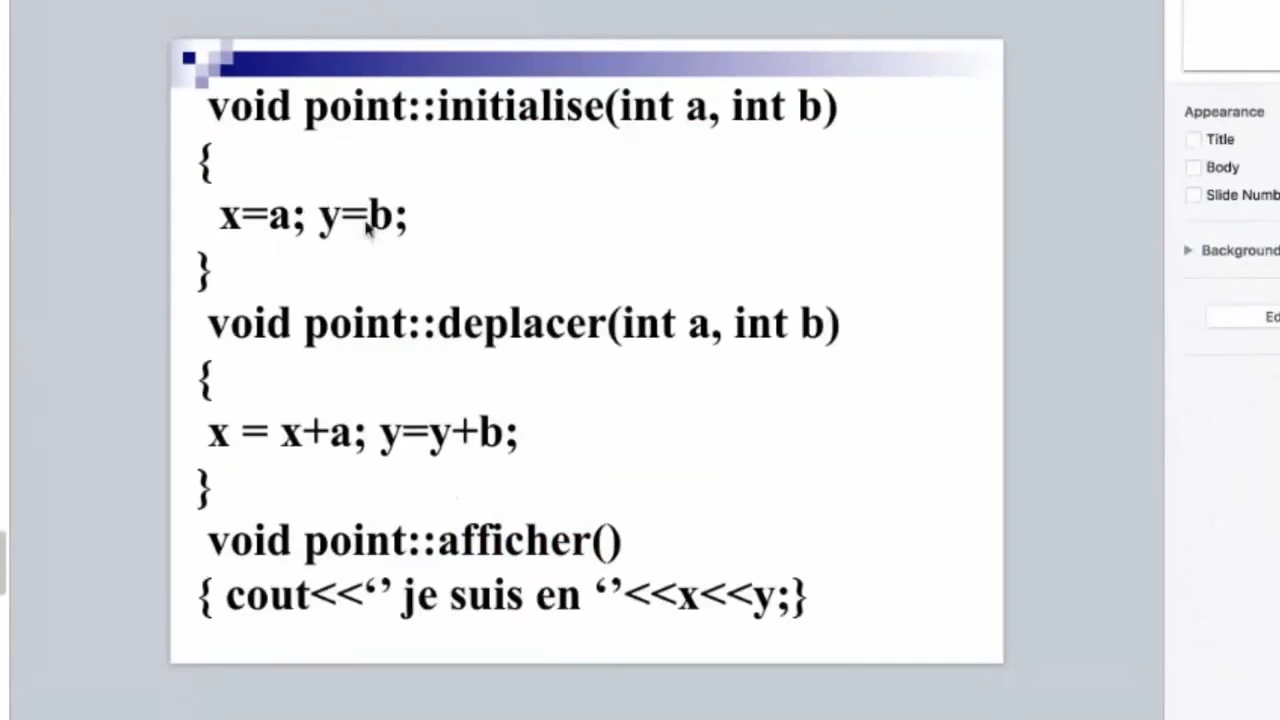 void point::initialise(int a, int b)
{
x=a; y=b;
}
void point::deplacer(int a, int b)
{
x = x+a; y=y+b;
}
void point::afficher()
{ cout<<‘’ je suis en ‘’<<x<<y;}
Appearance
Title
Body
Slide Numb
Background
Ed